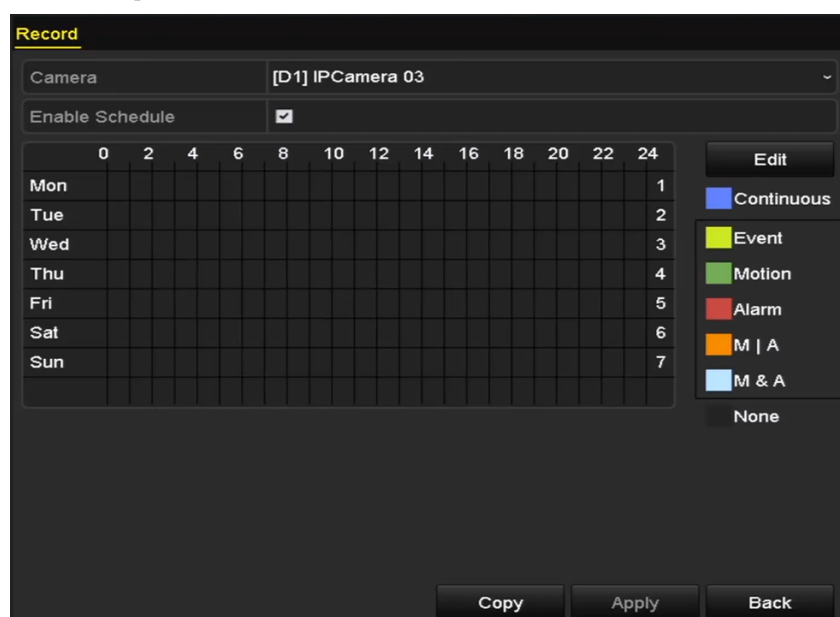 Record
Camera [D1] IPCamera 03
Enable Schedule
0 2 4 6 8 10 12 14 16 18 20 22 24
Edit
Mon 1
Continuous
Tue 2
Wed 3
Event
Thu 4
Motion
Fri 5
Alarm
Sat 6
M | A
Sun 7
M & A
None
Copy Apply Back